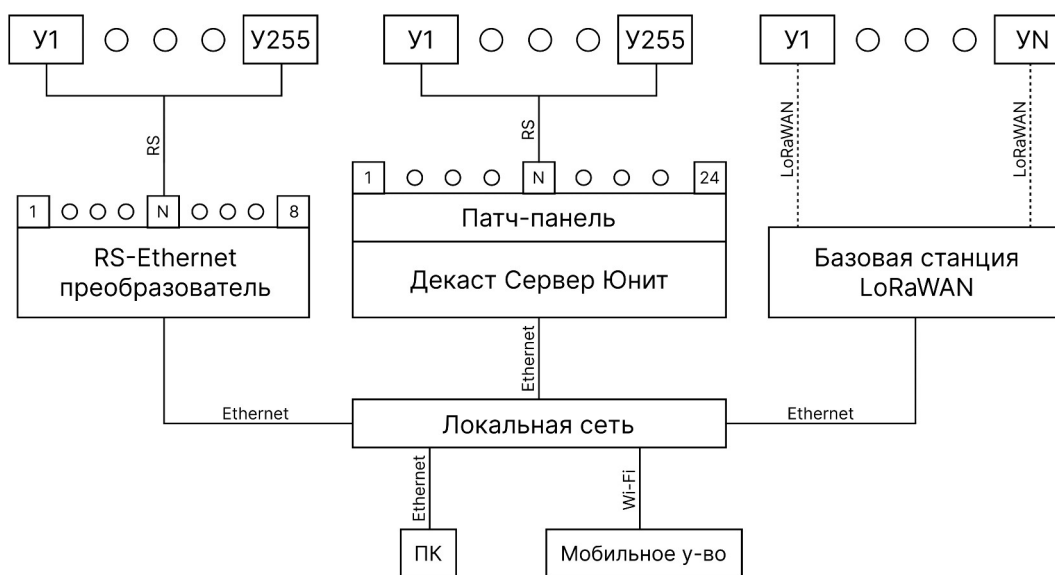 У1
У255
У1
У255
У1
УN
RS
RS
LoRaWAN
LoRaWAN
1
N
8
1
N
24
RS-Ethernet
преобразователь
Патч-панель
Декаст Сервер Юнит
Базовая станция
LoRaWAN
Ethernet
Ethernet
Ethernet
Локальная сеть
Ethernet
Wi-Fi
ПК
Мобильное у-во